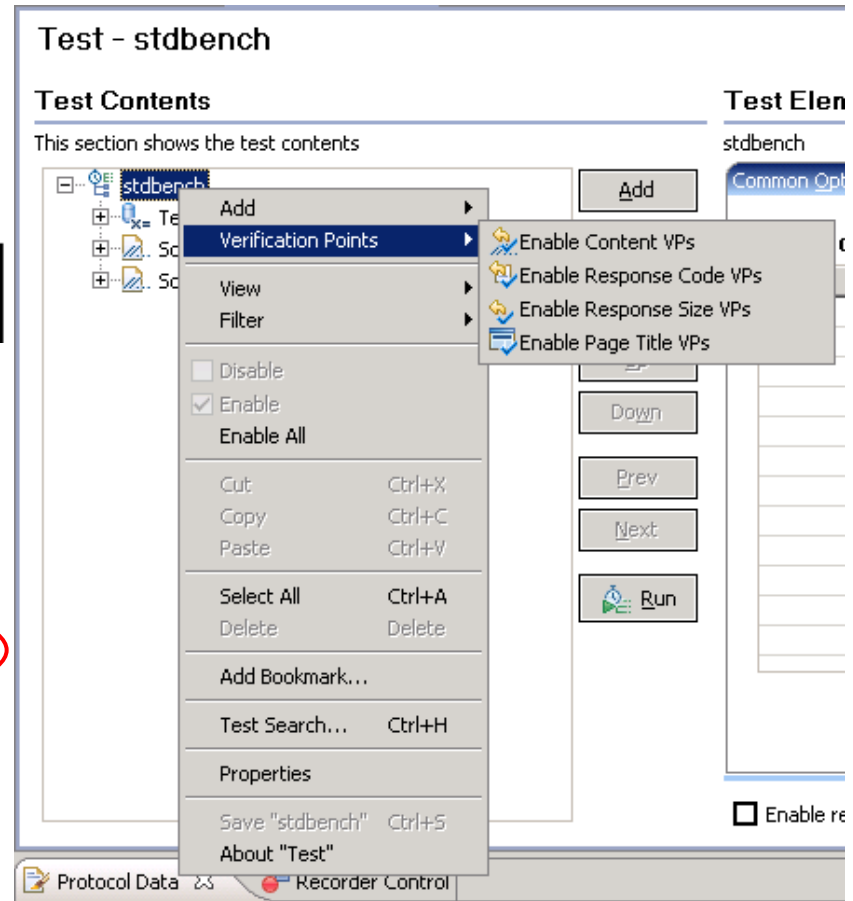 Test - stdbench
Test Contents
This section shows the test contents
stdbench
Add
Verification Points
View
Filter
Disable
Enable
Enable All
Cut Ctrl+X
Copy Ctrl+C
Paste Ctrl+V
Select All Ctrl+A
Delete Delete
Add Bookmark...
Test Search... Ctrl+H
Properties
Save "stdbench" Ctrl+S
About "Test"
Enable Content VPs
Enable Response Code VPs
Enable Response Size VPs
Enable Page Title VPs
Add
Down
Prev
Next
Run
Test Elem
stdbench
Common Opt
Enable re
Protocol Data
Recorder Control